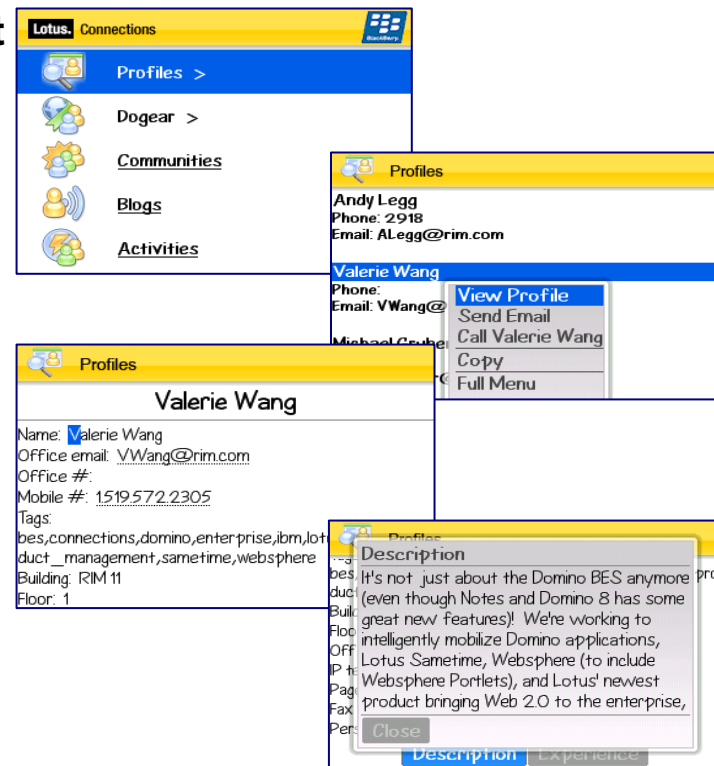 t
Lotus. Connections
BlackBerry
Profiles >
Dogear >
Communities
Blogs
Activities
Profiles
Andy Legg
Phone: 2918
Email: ALegg@rim.com
Valerie Wang
Phone:
Email: VWang@
View Profile
Send Email
Call Valerie Wang
Copy
Full Menu
Profiles
Valerie Wang
Name: Valerie Wang
Office email: VWang@rim.com
Office #:
Mobile #: 1.519.572.2305
Tags:
bes,connections,domino,enterprise,ibm,lot
duct_management,sametime,websphere
Building: RIM 11
Floor: 1
Profiles
Description
It's not just about the Domino BES anymore
(even though Notes and Domino 8 has some
great new features)! We're working to
intelligently mobilize Domino applications,
Lotus Sametime, Websphere (to include
Websphere Portlets), and Lotus' newest
product bringing Web 2.0 to the enterprise,
Close
Description Experience